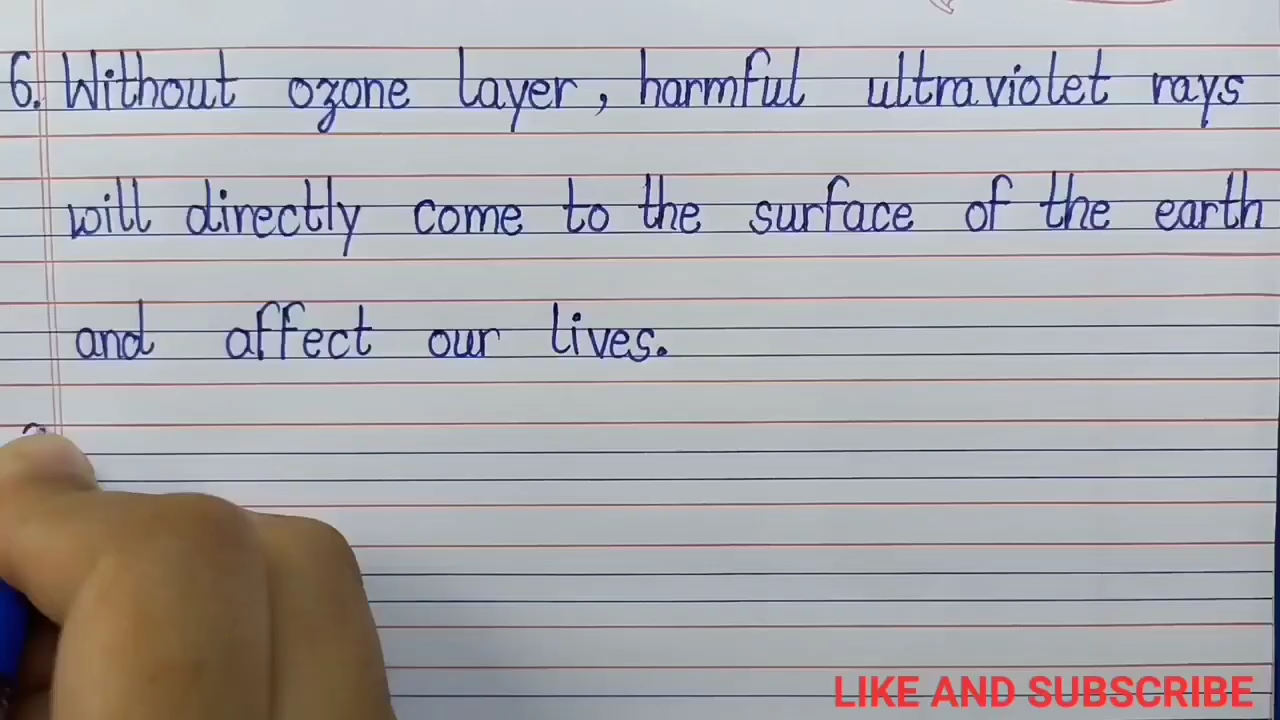 6. Without ozone layer, harmful ultraviolet rays
will directly come to the surface of the earth
and affect our lives.
LIKE AND SUBSCRIBE